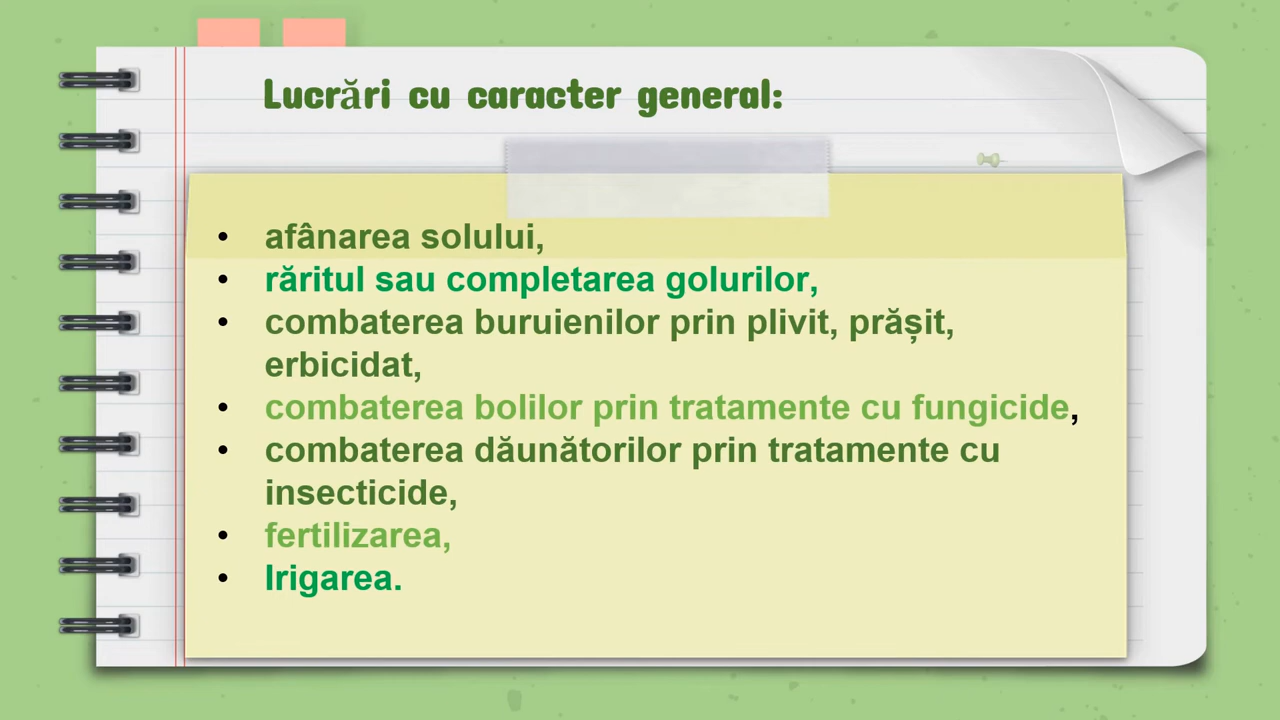 Lucrări cu caracter general:
• afânarea solului,
• răritul sau completarea golurilor,
• combaterea buruienilor prin plivit, prășit,
erbicidat,
• combaterea bolilor prin tratamente cu fungicide,
• combaterea dăunătorilor prin tratamente cu
insecticide,
• fertilizarea,
• Irigarea.